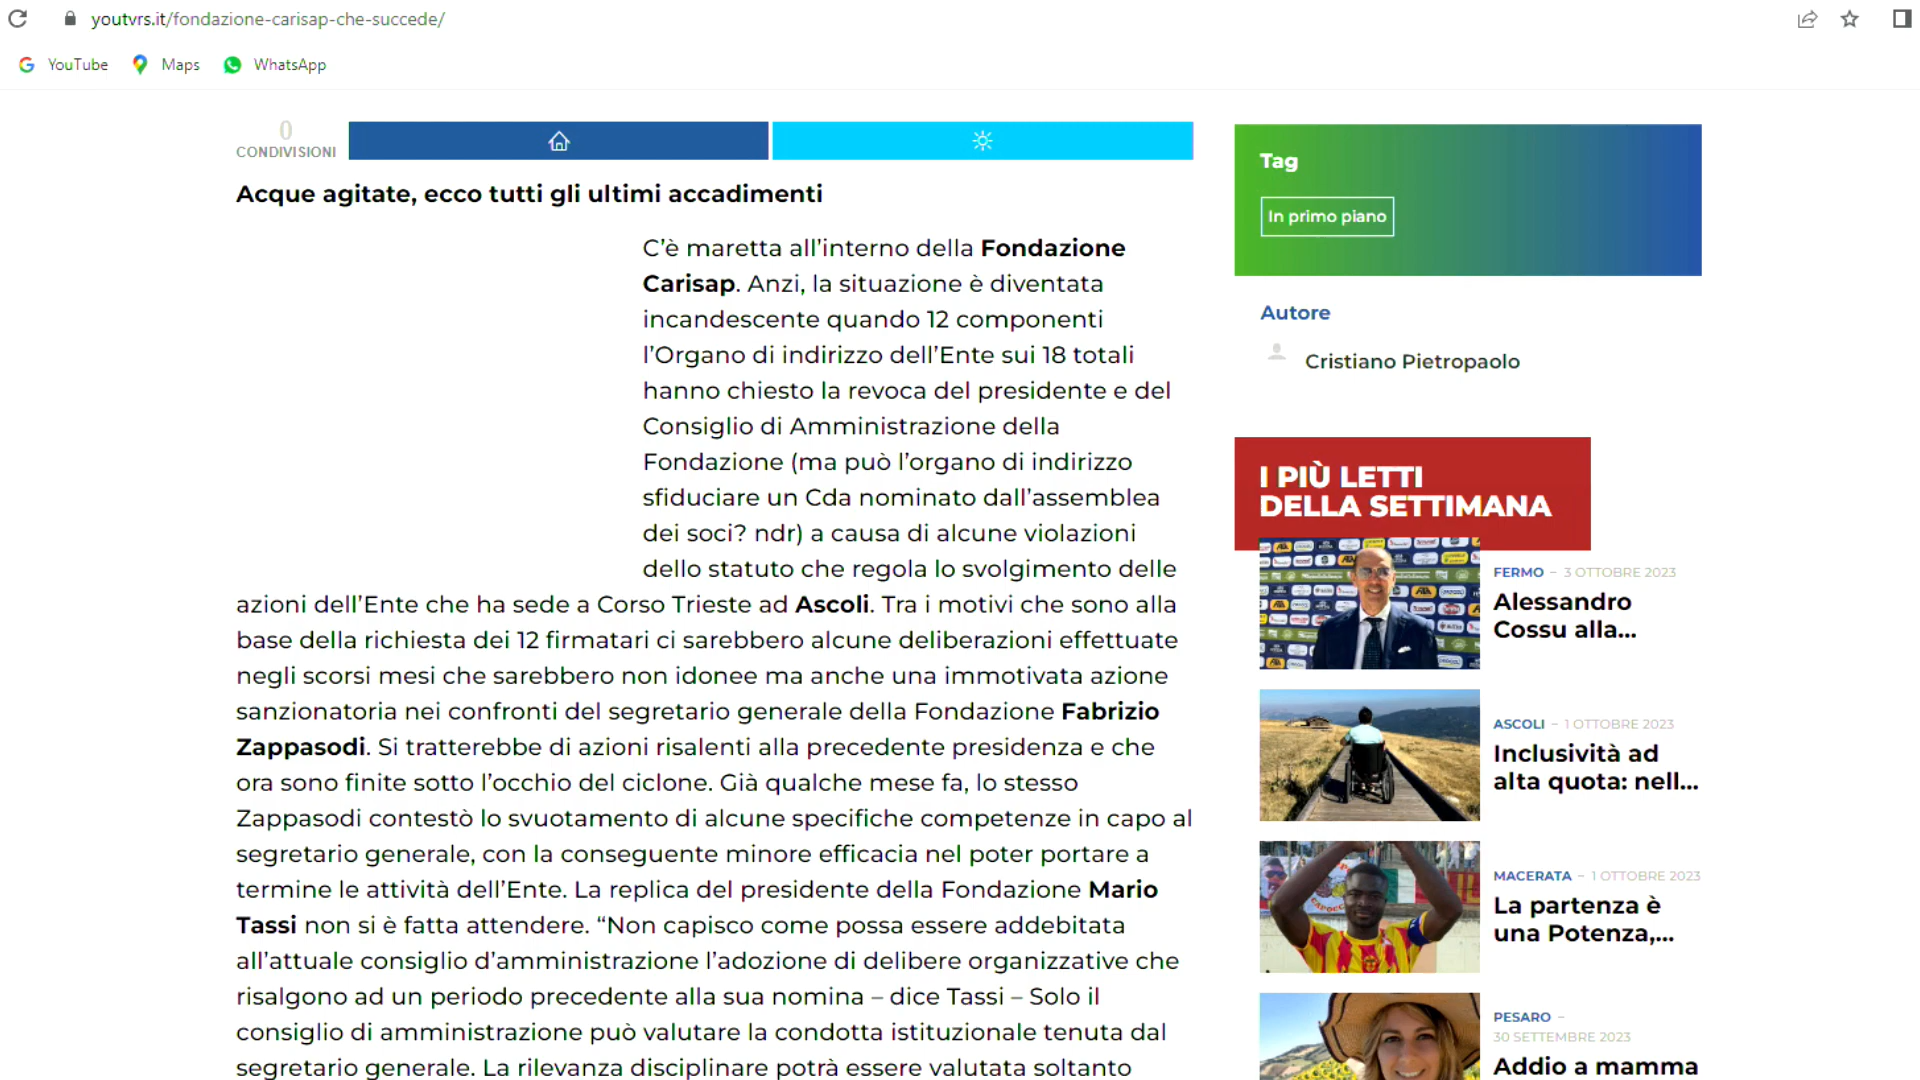 youtvrs.it/fondazione-carisap-che-succede/
YouTube
Maps
WhatsApp
0
CONDIVISIONI
Acque agitate, ecco tutti gli ultimi accadimenti
C’è maretta all’interno della Fondazione
Carisap. Anzi, la situazione è diventata
incandescente quando 12 componenti
l’Organo di indirizzo dell’Ente sui 18 totali
hanno chiesto la revoca del presidente e del
Consiglio di Amministrazione della
Fondazione (ma può l’organo di indirizzo
sfiduciare un Cda nominato dall’assemblea
dei soci? ndr) a causa di alcune violazioni
dello statuto che regola lo svolgimento delle
azioni dell’Ente che ha sede a Corso Trieste ad Ascoli. Tra i motivi che sono alla
base della richiesta dei 12 firmatari ci sarebbero alcune deliberazioni effettuate
negli scorsi mesi che sarebbero non idonee ma anche una immotivata azione
sanzionatoria nei confronti del segretario generale della Fondazione Fabrizio
Zappasodi. Si tratterebbe di azioni risalenti alla precedente presidenza e che
ora sono finite sotto l’occhio del ciclone. Già qualche mese fa, lo stesso
Zappasodi contestò lo svuotamento di alcune specifiche competenze in capo al
segretario generale, con la conseguente minore efficacia nel poter portare a
termine le attività dell’Ente. La replica del presidente della Fondazione Mario
Tassi non si è fatta attendere. “Non capisco come possa essere addebitata
all’attuale consiglio d’amministrazione l’adozione di delibere organizzative che
risalgono ad un periodo precedente alla sua nomina – dice Tassi – Solo il
consiglio di amministrazione può valutare la condotta istituzionale tenuta dal
segretario generale. La rilevanza disciplinare potrà essere valutata soltanto
Tag
In primo piano
Autore
Cristiano Pietropaolo
I PIÙ LETTI
DELLA SETTIMANA
FERMO – 3 OTTOBRE 2023
Alessandro
Cossu alla...
ASCOLI – 1 OTTOBRE 2023
Inclusività ad
alta quota: nell...
MACERATA – 1 OTTOBRE 2023
La partenza è
una Potenza,...
PESARO –
30 SETTEMBRE 2023
Addio a mamma